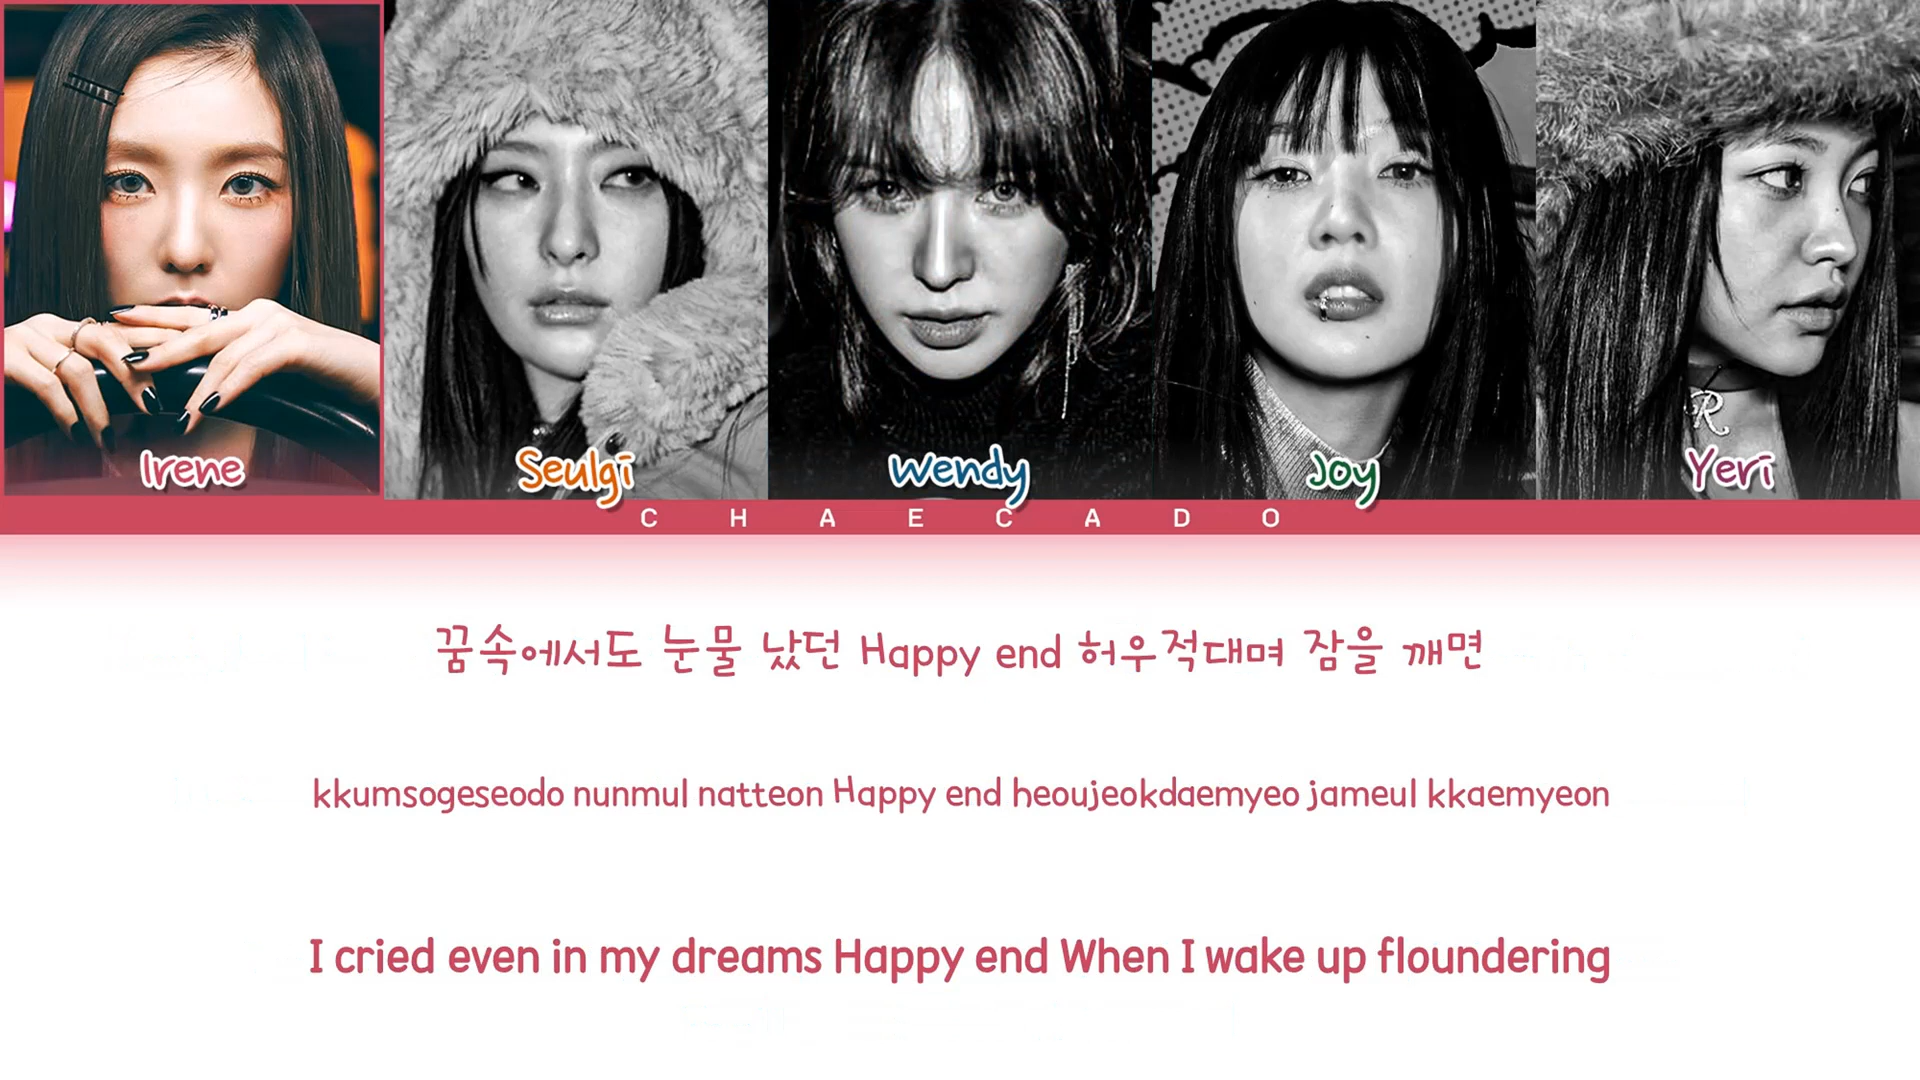 Irene
Seulgi
Wendy
Joy
Yeri
R
CHAECADO
꿈속에서도 눈물 났던 Happy end 허우적대며 잠을 깨면
kkumsogeseodo nunmul natteon Happy end heoujeokdaemyeo jameul kkaemyeon
I cried even in my dreams Happy end When I wake up floundering